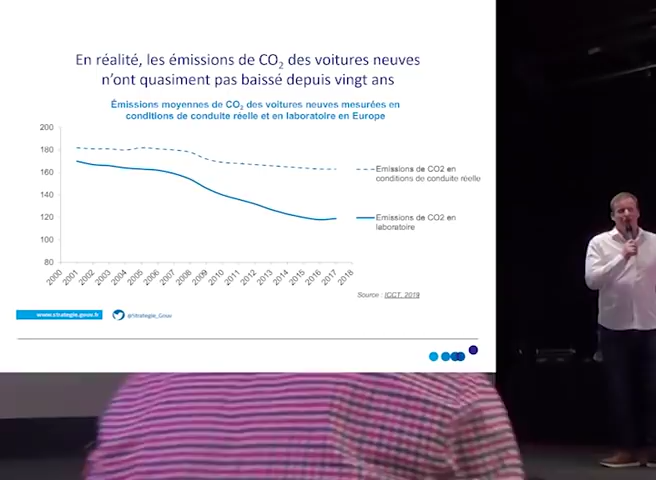 En réalité, les émissions de CO₂ des voitures neuves
n'ont quasiment pas baissé depuis vingt ans
Émissions moyennes de CO₂ des voitures neuves mesurées en
conditions de conduite réelle et en laboratoire en Europe
200
180
160
140
120
100
80
2000 2001 2002 2003 2004 2005 2006 2007 2008 2009 2010 2011 2012 2013 2014 2015 2016 2017 2018
Emissions de CO2 en
conditions de conduite réelle
Emissions de CO2 en
laboratoire
Source : ICCT, 2019
www.strategie.gouv.fr
@Strategie_Gouv